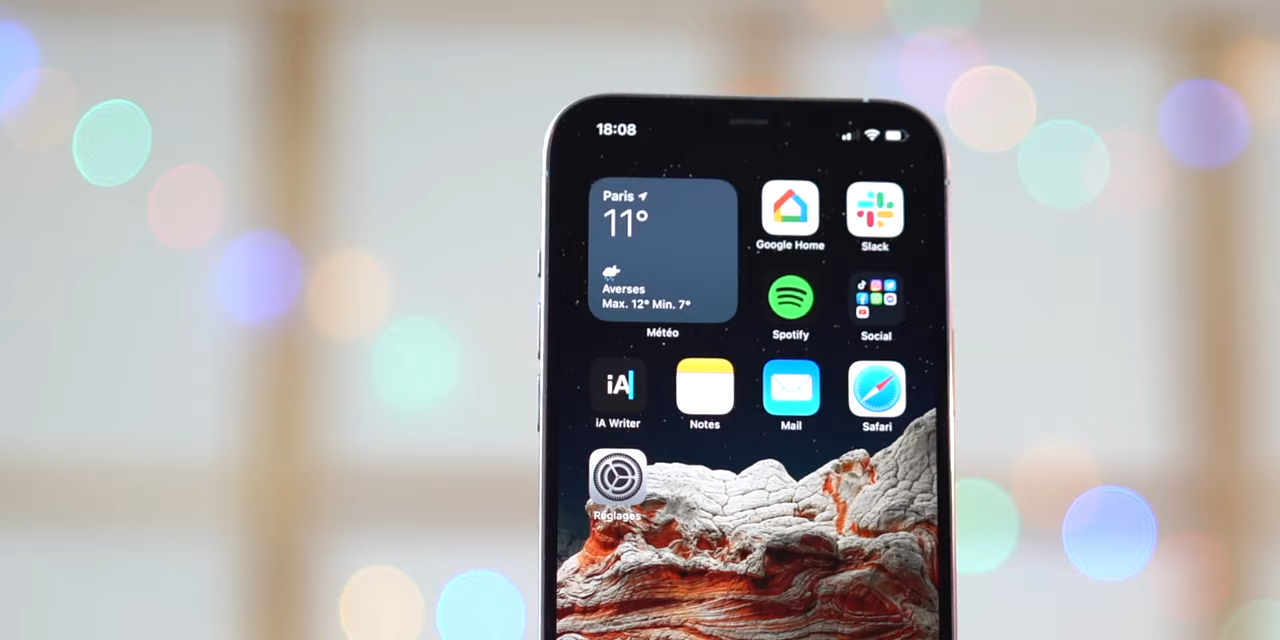 18:08
Paris
11°
Averses
Max. 12° Min. 7°
Météo
Google Home
Slack
Spotify
Social
iA
iA Writer
Notes
Mail
Safari
Réglages